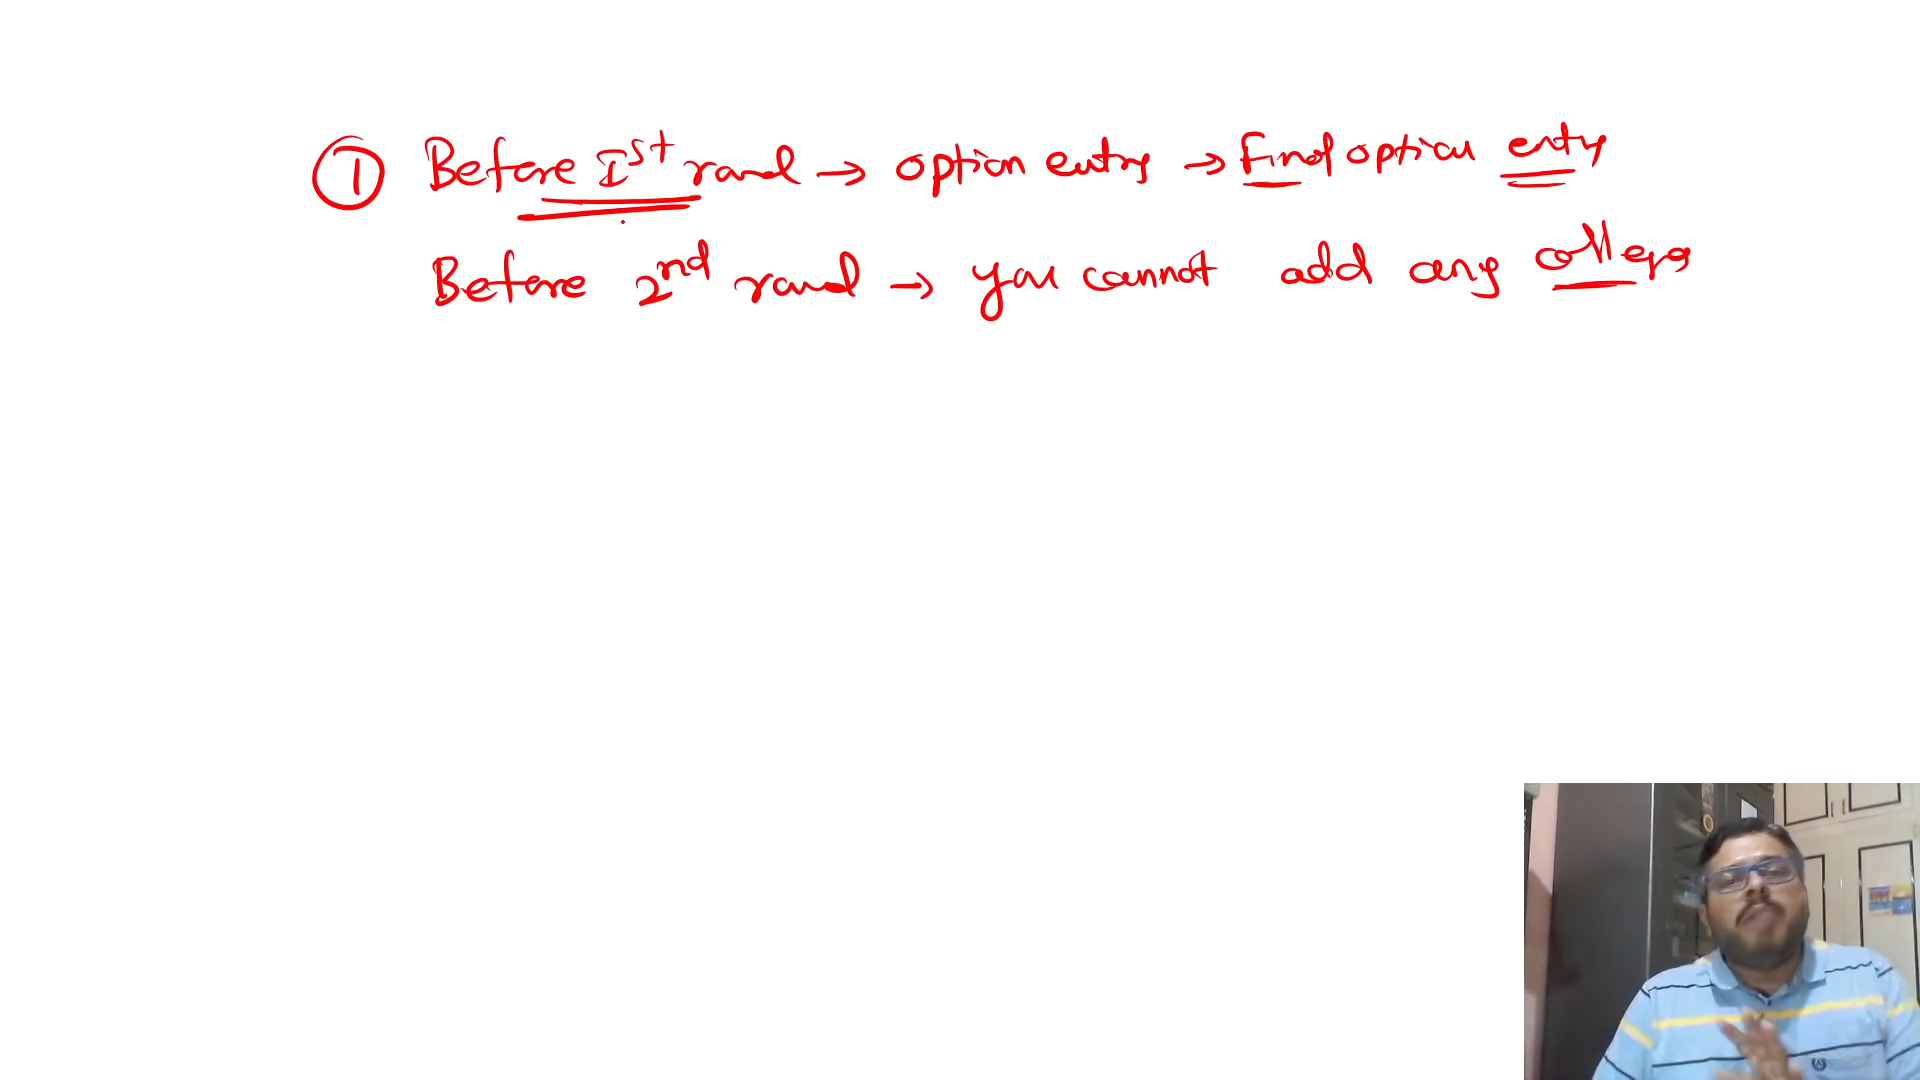 ① Before Ist round → option entry → Final option entry
Before 2nd round → you cannot add any college